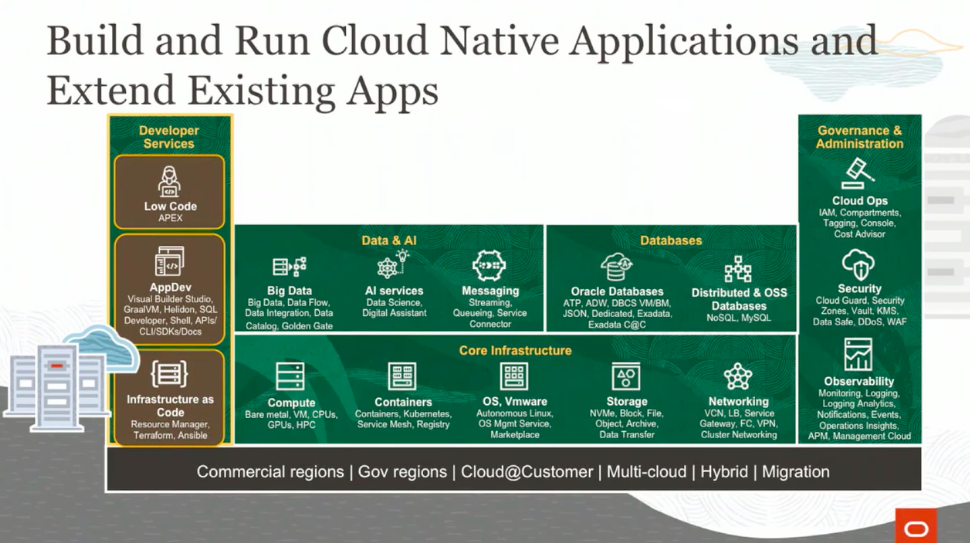 Build and Run Cloud Native Applications and
Extend Existing Apps
Developer
Services
Low Code
APEX
AppDev
Visual Builder Studio,
GraalVM, Helidon, SQL
Developer, Shell, APIs/
CLI/SDKs/Docs
Infrastructure as
Code
Resource Manager,
Terraform, Ansible
Data & AI
Big Data
Big Data, Data Flow,
Data Integration, Data
Catalog, Golden Gate
AI services
Data Science,
Digital Assistant
Messaging
Streaming,
Queueing, Service
Connector
Databases
Oracle Databases
ATP, ADW, DBCS VM/BM,
JSON, Dedicated, Exadata,
Exadata C@C
Distributed & OSS
Databases
NoSQL, MySQL
Core Infrastructure
Compute
Bare metal, VM, CPUs,
GPUs, HPC
Containers
Containers, Kubernetes,
Service Mesh, Registry
OS, Vmware
Autonomous Linux,
OS Mgmt Service,
Marketplace
Storage
NVMe, Block, File,
Object, Archive,
Data Transfer
Networking
VCN, LB, Service
Gateway, FC, VPN,
Cluster Networking
Governance &
Administration
Cloud Ops
IAM, Compartments,
Tagging, Console,
Cost Advisor
Security
Cloud Guard, Security
Zones, Vault, KMS,
Data Safe, DDoS, WAF
Observability
Monitoring, Logging,
Logging Analytics,
Notifications, Events,
Operations Insights,
APM, Management Cloud
Commercial regions | Gov regions | Cloud@Customer | Multi-cloud | Hybrid | Migration